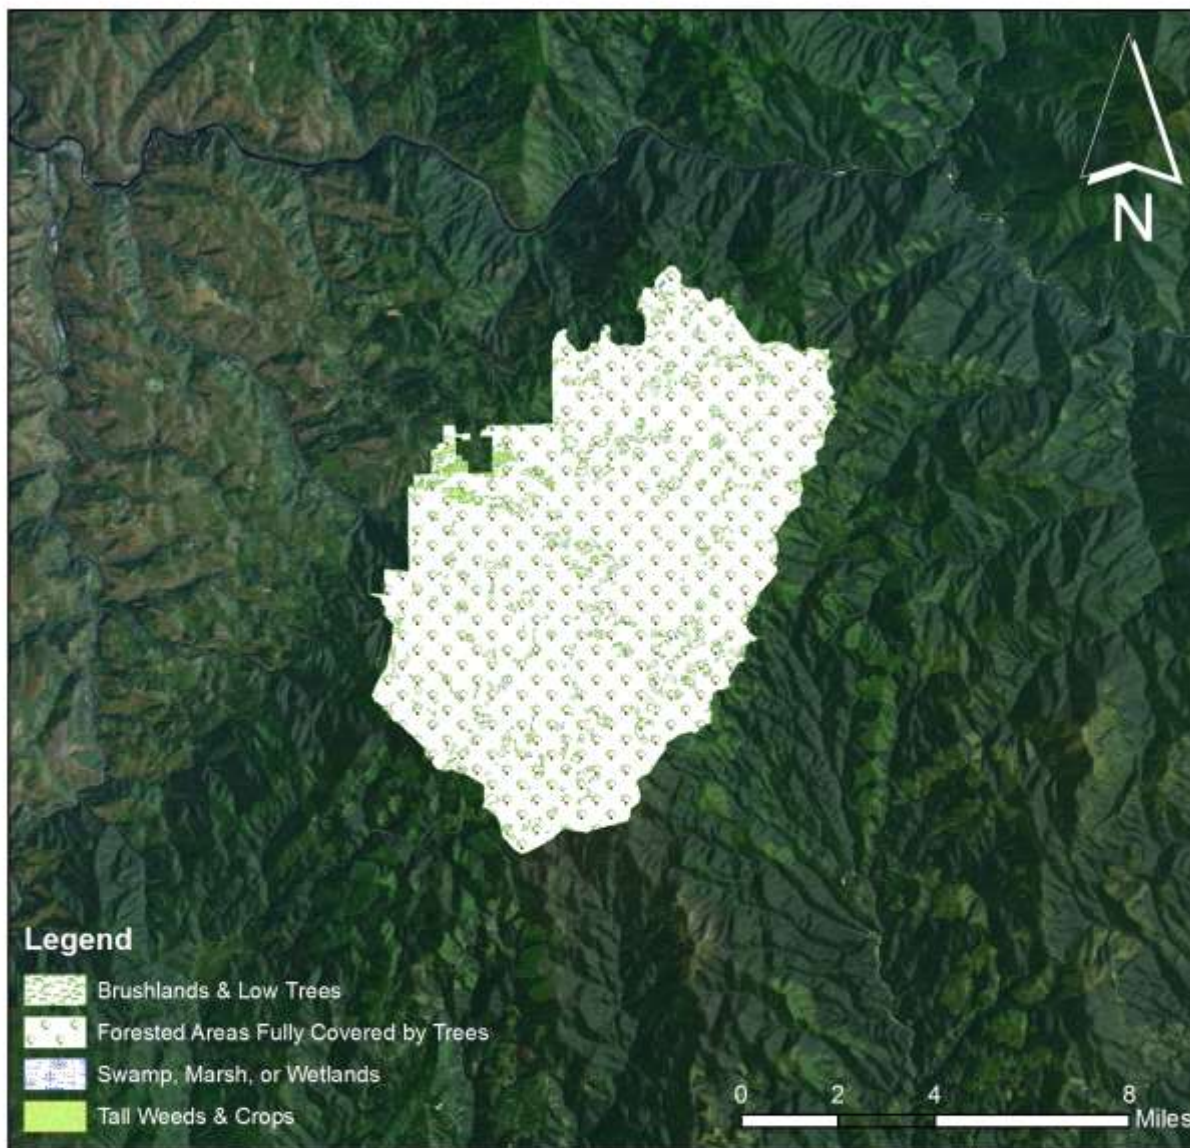 N
Legend
Brushlands & Low Trees
Forested Areas Fully Covered by Trees
Swamp, Marsh, or Wetlands
Tall Weeds & Crops
0 2 4 8
Miles